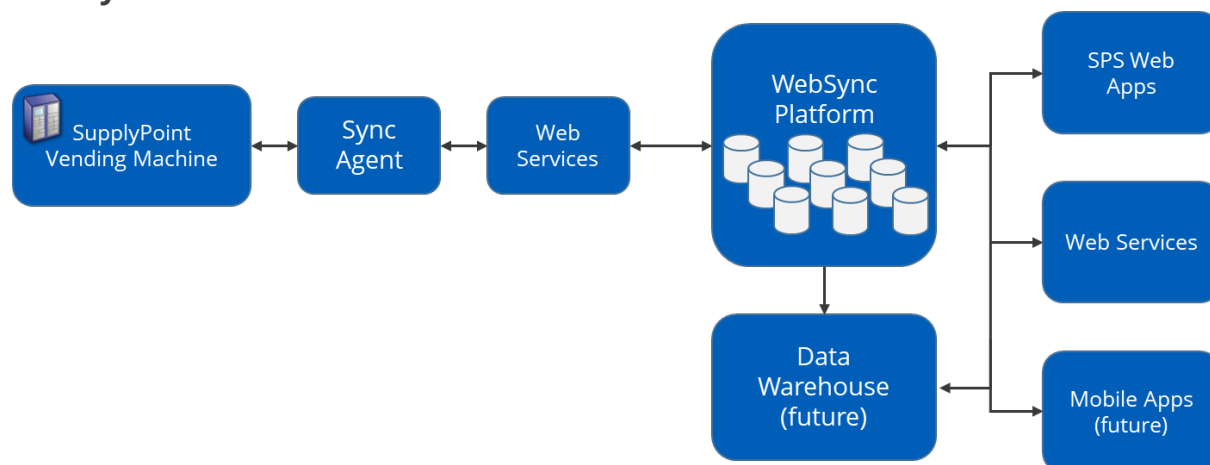 SupplyPoint
Vending Machine
Sync
Agent
Web
Services
WebSync
Platform
Data
Warehouse
(future)
SPS Web
Apps
Web Services
Mobile Apps
(future)